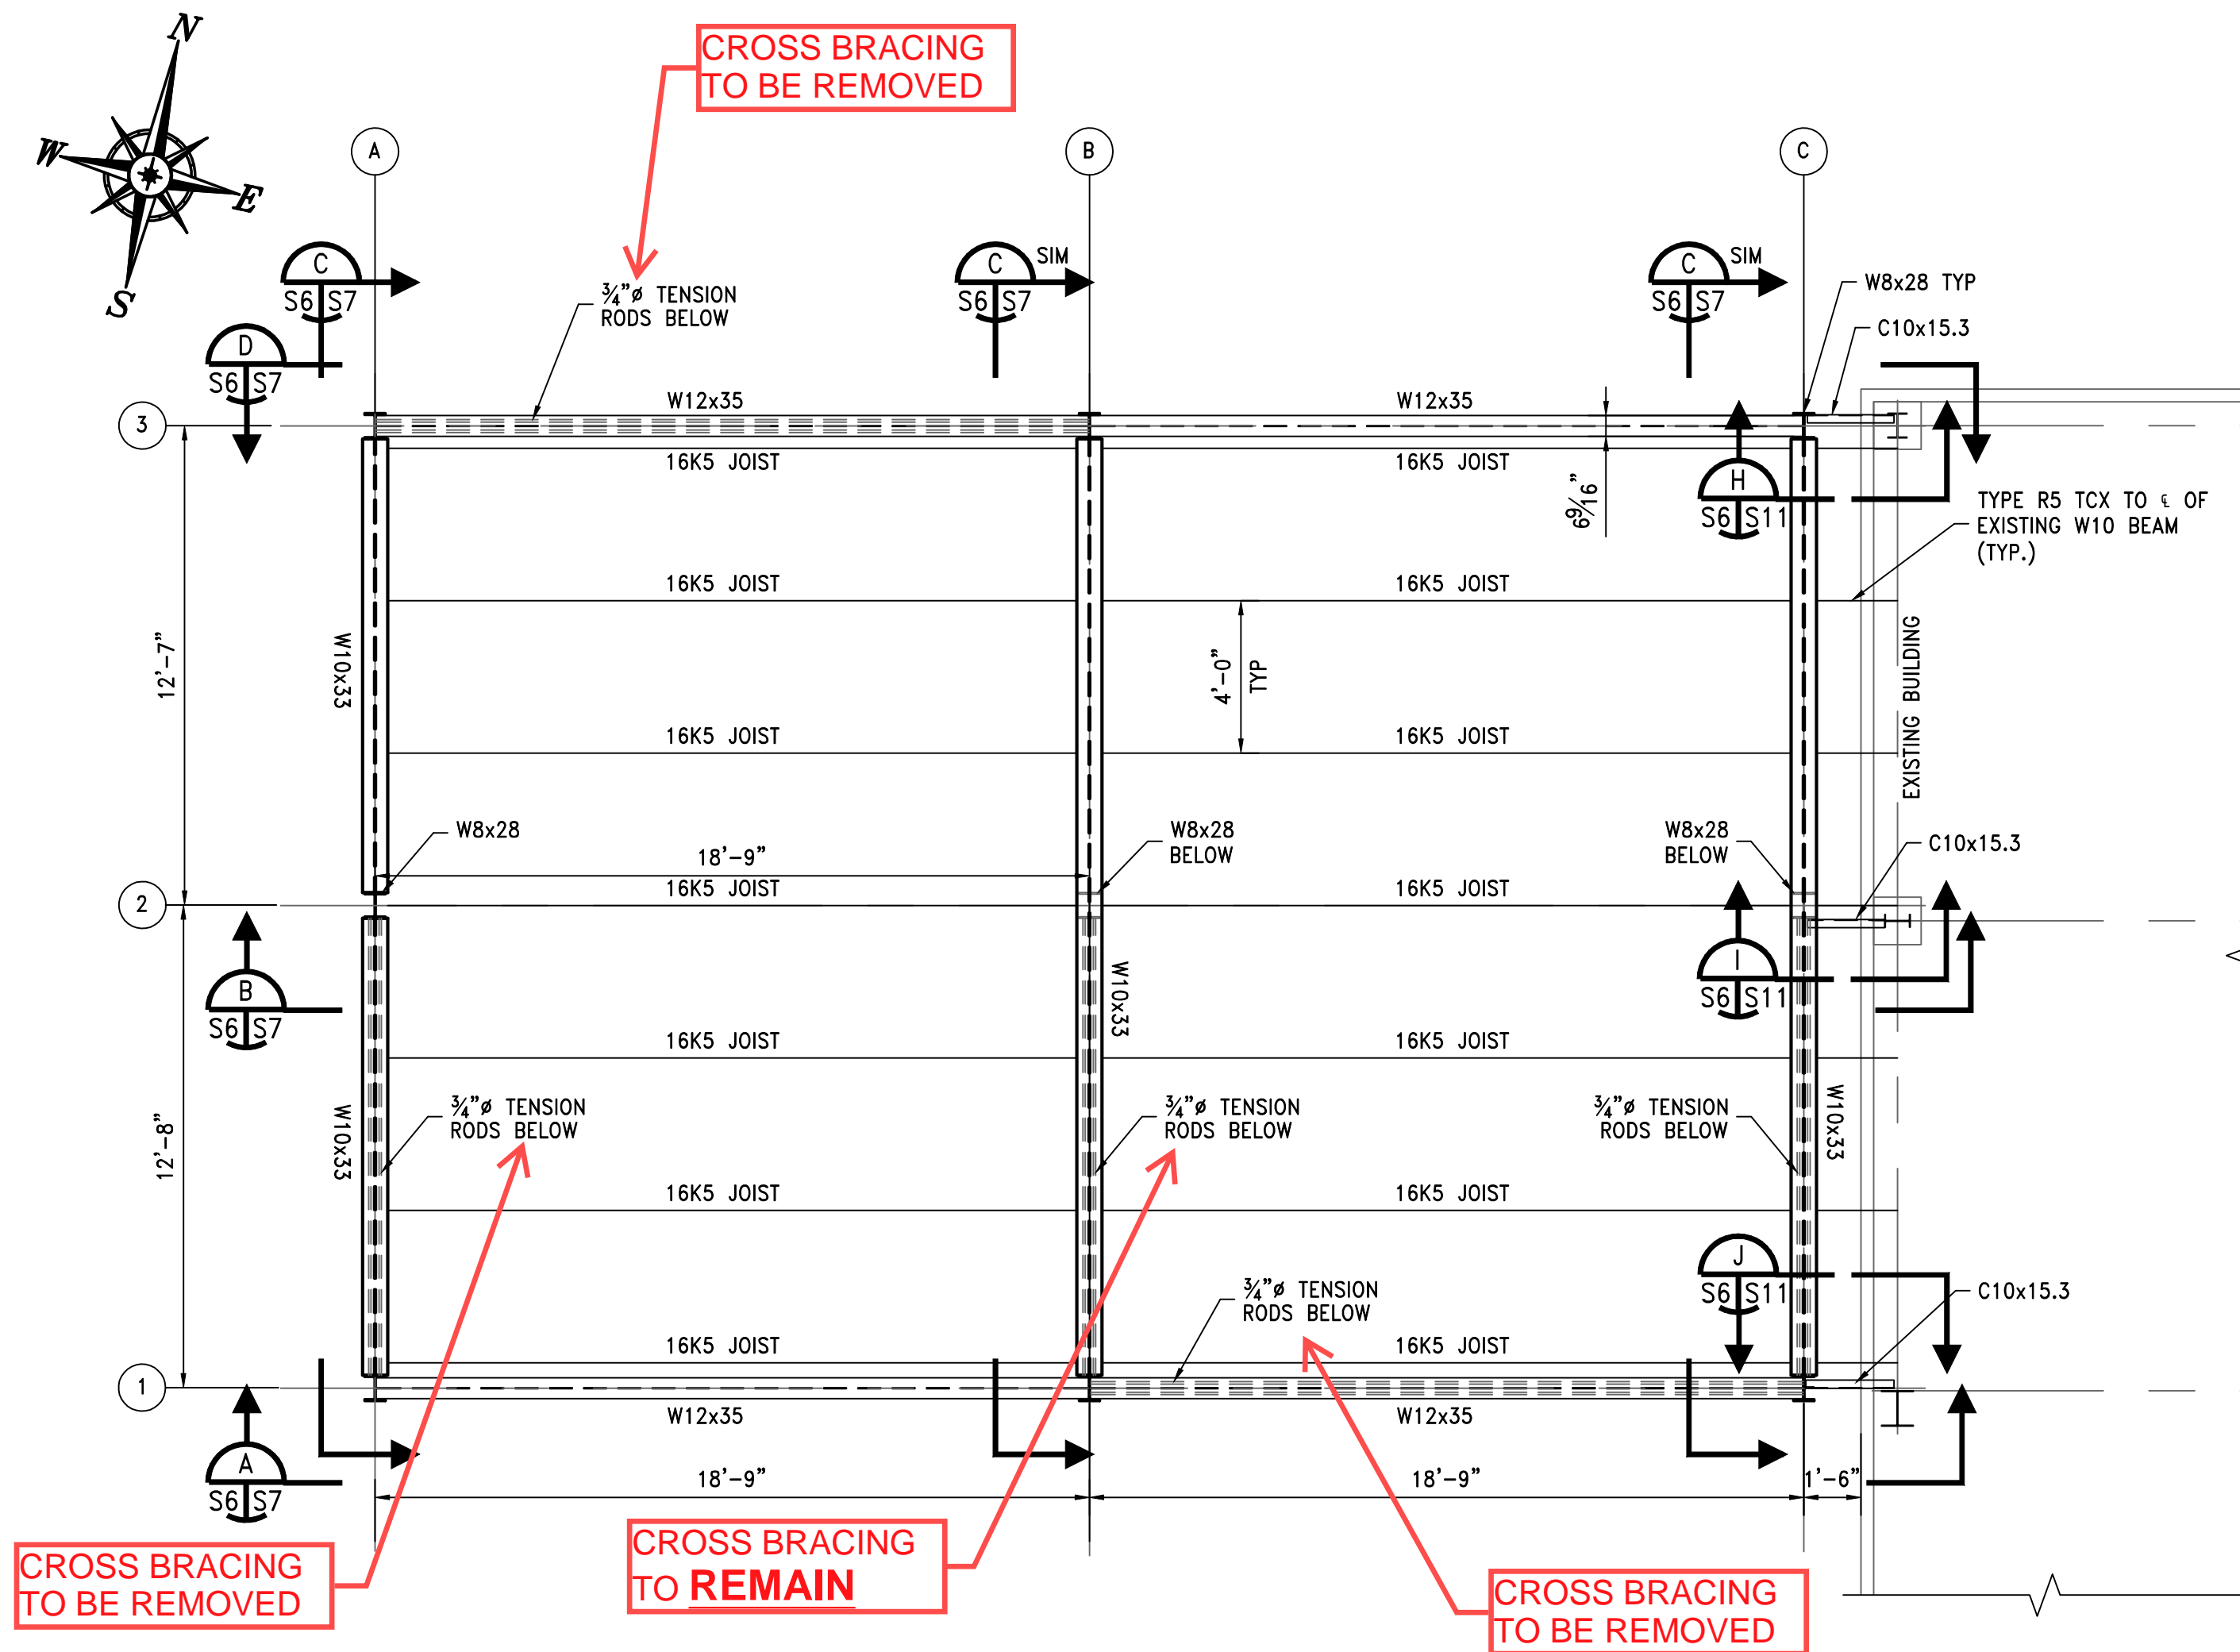 N
W
E
S
CROSS BRACING
TO BE REMOVED
A
B
C
C
S6 S7
C SIM
S6 S7
C SIM
S6 S7
D
S6 S7
3/4"ø TENSION
RODS BELOW
W8x28 TYP
C10x15.3
3
W12x35
W12x35
16K5 JOIST
16K5 JOIST
6 9/16"
H
S6 S11
TYPE R5 TCX TO ℄ OF
EXISTING W10 BEAM
(TYP.)
16K5 JOIST
16K5 JOIST
12'-7"
W10x33
4'-0"
TYP
EXISTING BUILDING
16K5 JOIST
16K5 JOIST
W8x28
W8x28
BELOW
W8x28
BELOW
C10x15.3
18'-9"
2
16K5 JOIST
16K5 JOIST
B
S6 S7
W10x33
I
S6 S11
16K5 JOIST
16K5 JOIST
12'-8"
W10x33
3/4"ø TENSION
RODS BELOW
3/4"ø TENSION
RODS BELOW
3/4"ø TENSION
RODS BELOW
W10x33
16K5 JOIST
16K5 JOIST
J
S6 S11
3/4"ø TENSION
RODS BELOW
C10x15.3
16K5 JOIST
16K5 JOIST
1
W12x35
W12x35
A
S6 S7
18'-9"
18'-9"
1'-6"
CROSS BRACING
TO BE REMOVED
CROSS BRACING
TO REMAIN
CROSS BRACING
TO BE REMOVED